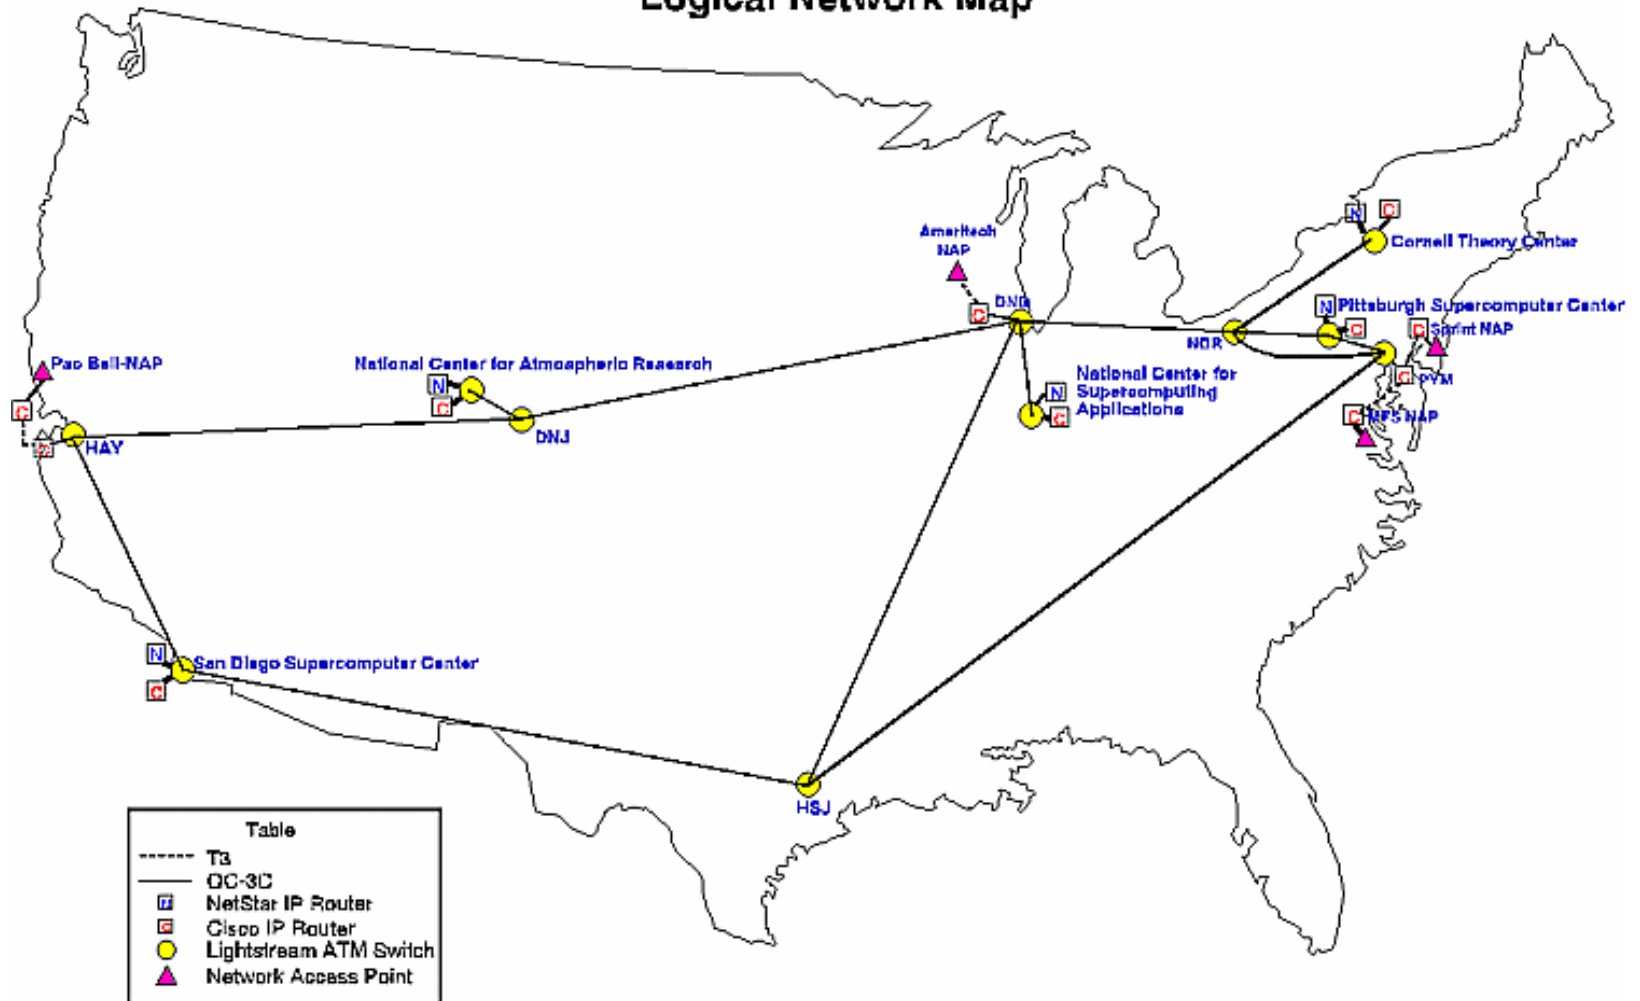 Logical Network Map
Ameritech
NAP
N
C
Cornell Theory Center
DNG
C
N
Pittsburgh Supercomputer Center
C
C
Sprint NAP
NOR
Pac Bell-NAP
National Center for Atmospheric Research
N
C
National Center for
Supercomputing
Applications
N
C
C
PYM
C
MFS NAP
C
HAY
DNJ
N
San Diego Supercomputer Center
C
HSJ
Table
T3
OC-3C
N
NetStar IP Router
C
Cisco IP Router
Lightstream ATM Switch
Network Access Point